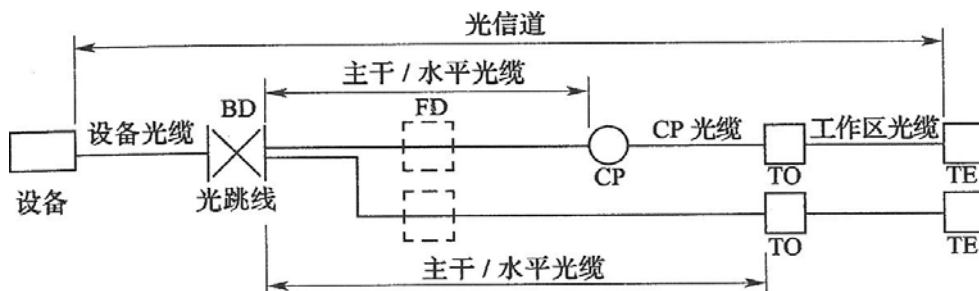 光信道
主干 / 水平光缆
BD
FD
设备光缆
CP 光缆
工作区光缆
设备
光跳线
CP
TO
TE
TO
TE
主干 / 水平光缆